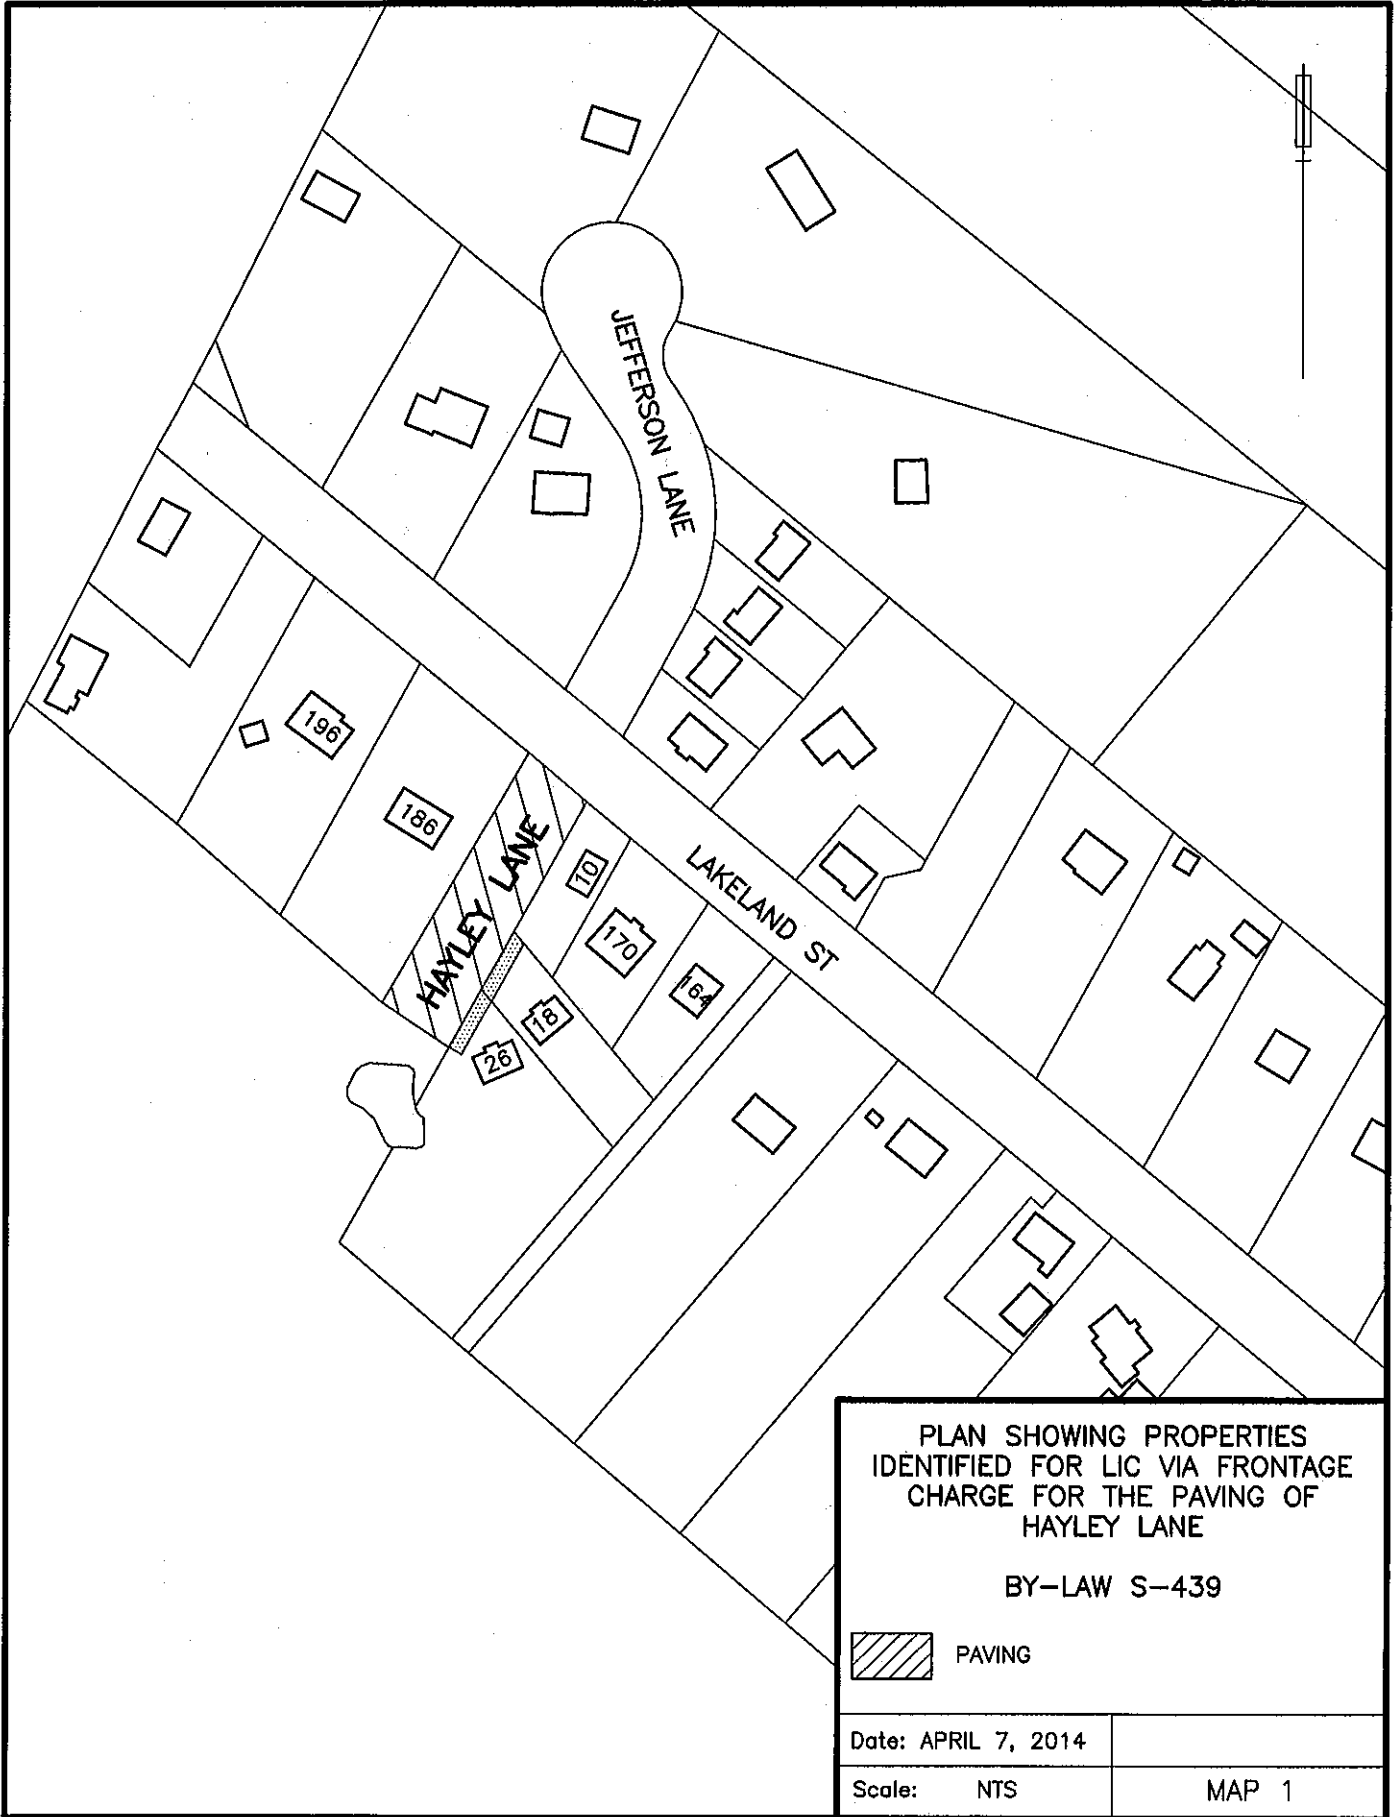 JEFFERSON LANE
196
186
HAYLEY LANE
10
170
164
LAKELAND ST
18
26
PLAN SHOWING PROPERTIES
IDENTIFIED FOR LIC VIA FRONTAGE
CHARGE FOR THE PAVING OF
HAYLEY LANE
BY-LAW S-439
PAVING
Date: APRIL 7, 2014
Scale: NTS
MAP 1